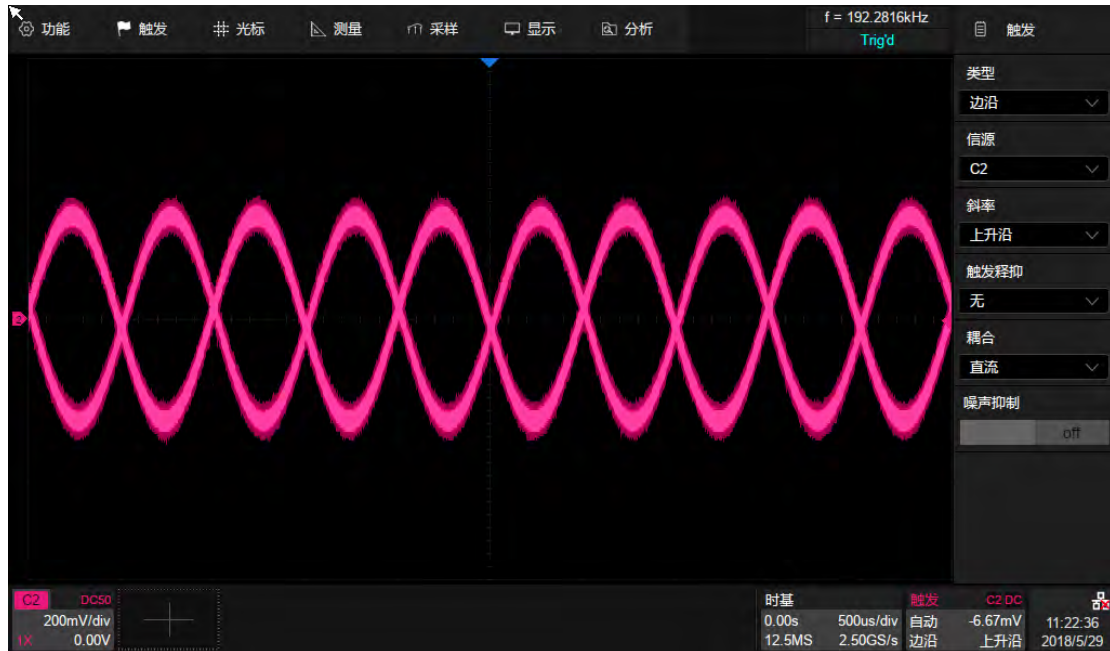 功能 触发 光标 测量 采样 显示 分析
f = 192.2816kHz
Trig'd
触发
类型
边沿
信源
C2
斜率
上升沿
触发释抑
无
耦合
直流
噪声抑制
off
2
C2 DC50
200mV/div
1X 0.00V
时基
0.00s 500us/div
12.5MS 2.50GS/s
触发 C2 DC
自动 -6.67mV
边沿 上升沿
11:22:36
2018/5/29